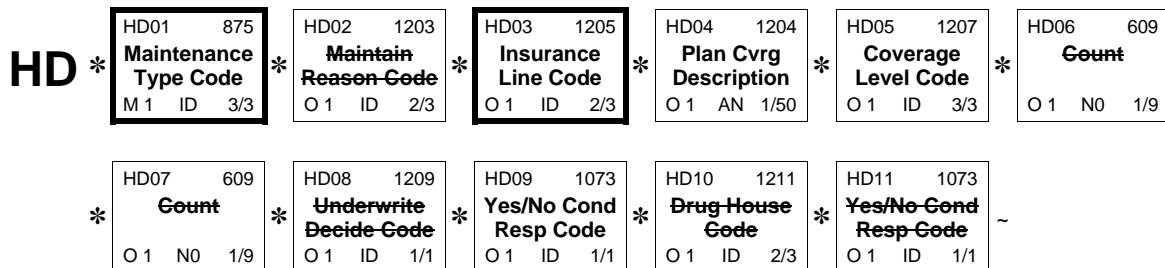 HD * HD01 875 * HD02 1203 * HD03 1205 * HD04 1204 * HD05 1207 * HD06 609
Maintenance Maintain Insurance Plan Cvrg Coverage Count
Type Code Reason Code Line Code Description Level Code
M 1 ID 3/3 O 1 ID 2/3 O 1 ID 2/3 O 1 AN 1/50 O 1 ID 3/3 O 1 N0 1/9
* HD07 609 * HD08 1209 * HD09 1073 * HD10 1211 * HD11 1073 ~
Count Underwrite Yes/No Cond Drug House Yes/No Cond
Decide Code Resp Code Code Resp Code
O 1 N0 1/9 O 1 ID 1/1 O 1 ID 1/1 O 1 ID 2/3 O 1 ID 1/1